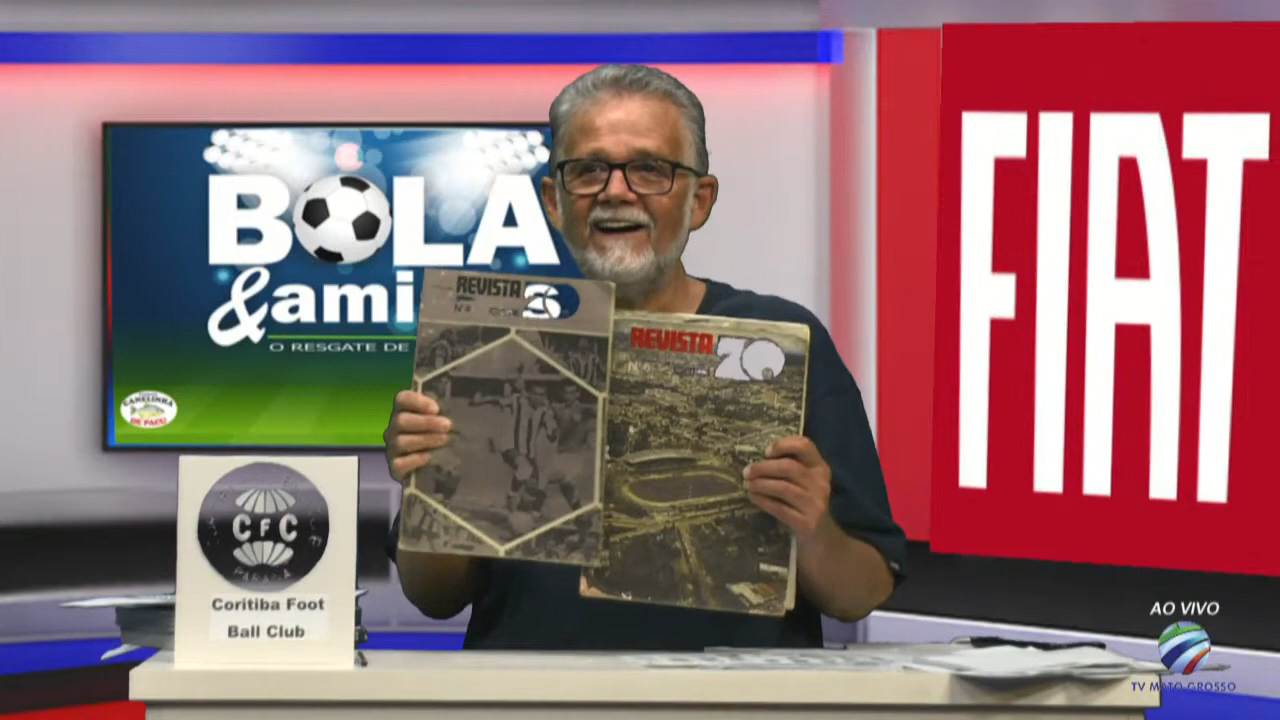 BOLA
&ami
O RESGATE DE
CANELINHA
DE PACU
REVISTA
REVISTA
70
FIAT
CFC
PARANÁ
Coritiba Foot
Ball Club
AO VIVO
TV MATO GROSSO